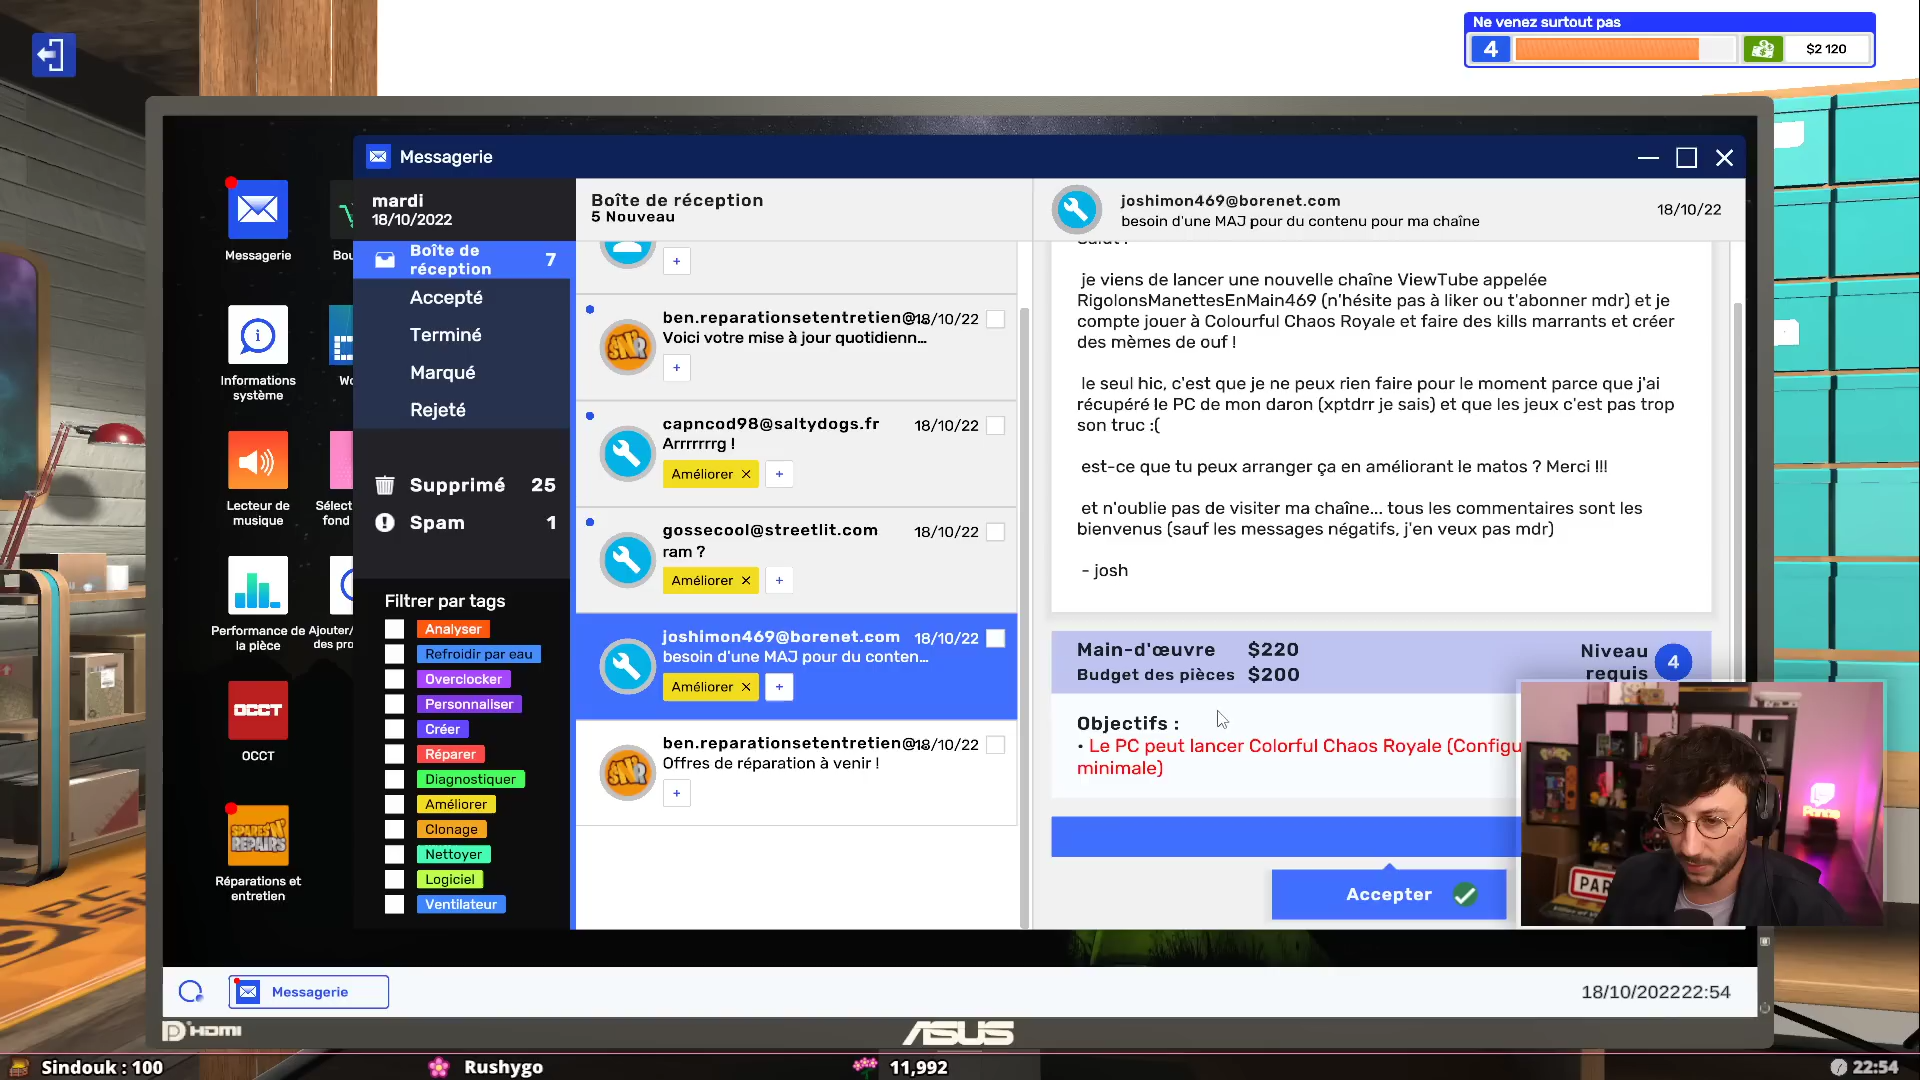 Ne venez surtout pas
4
$2 120
Messagerie
mardi
18/10/2022
Boîte de réception
5 Nouveau
joshimon469@borenet.com
besoin d'une MAJ pour du contenu pour ma chaîne
18/10/22
Messagerie
Informations
système
Lecteur de
musique
Performance de
la pièce
OCCT
OCCT
SPARES'N'
REPAIRS
Réparations et
entretien
Boîte de
réception
7
Accepté
Terminé
Marqué
Rejeté
Supprimé 25
Spam 1
Filtrer par tags
Analyser
Refroidir par eau
Overclocker
Personnaliser
Créer
Réparer
Diagnostiquer
Améliorer
Clonage
Nettoyer
Logiciel
Ventilateur
ben.reparationsetentretien@
18/10/22
Voici votre mise à jour quotidienn...
capncod98@saltydogs.fr 18/10/22
Arrrrrrrg !
Améliorer
gossecool@streetlit.com 18/10/22
ram ?
Améliorer
joshimon469@borenet.com 18/10/22
besoin d'une MAJ pour du conten...
Améliorer
ben.reparationsetentretien@
18/10/22
Offres de réparation à venir !
je viens de lancer une nouvelle chaîne ViewTube appelée
RigolonsManettesEnMain469 (n'hésite pas à liker ou t'abonner mdr) et je
compte jouer à Colourful Chaos Royale et faire des kills marrants et créer
des mèmes de ouf !
le seul hic, c'est que je ne peux rien faire pour le moment parce que j'ai
récupéré le PC de mon daron (xptdrr je sais) et que les jeux c'est pas trop
son truc :(
est-ce que tu peux arranger ça en améliorant le matos ? Merci !!!
et n'oublie pas de visiter ma chaîne... tous les commentaires sont les
bienvenus (sauf les messages négatifs, j'en veux pas mdr)
- josh
Main-d'œuvre $220
Budget des pièces $200
Niveau
requis
4
Objectifs :
• Le PC peut lancer Colorful Chaos Royale (Configu
minimale)
Accepter
Messagerie
18/10/2022 22:54
HDMI
ASUS
Sindouk : 100
Rushygo
11,992
22:54